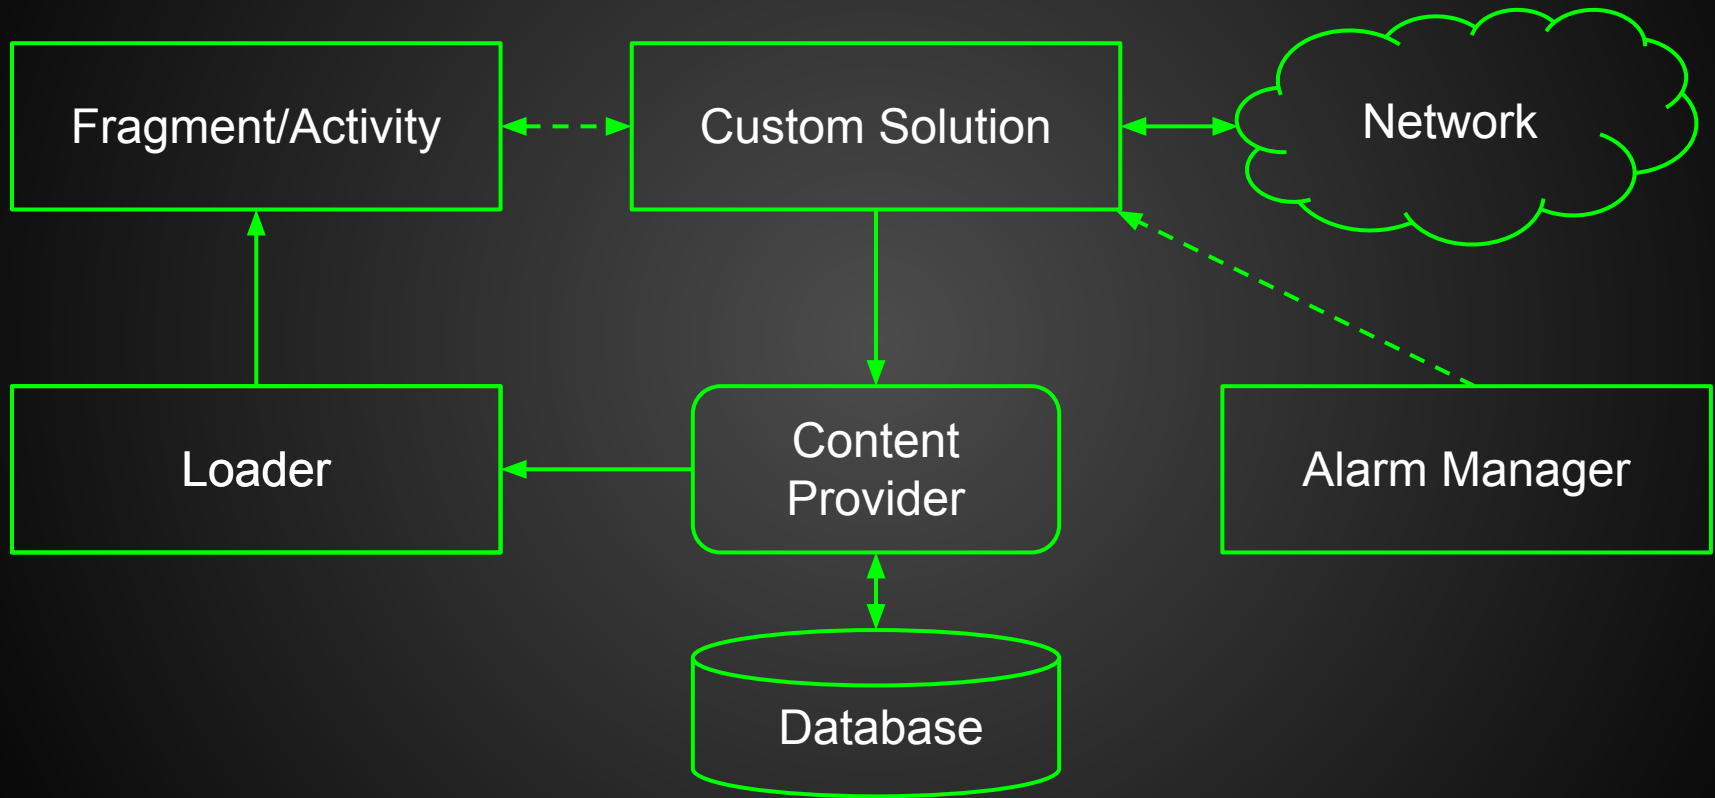 Fragment/Activity
Custom Solution
Network
Loader
Content
Provider
Alarm Manager
Database